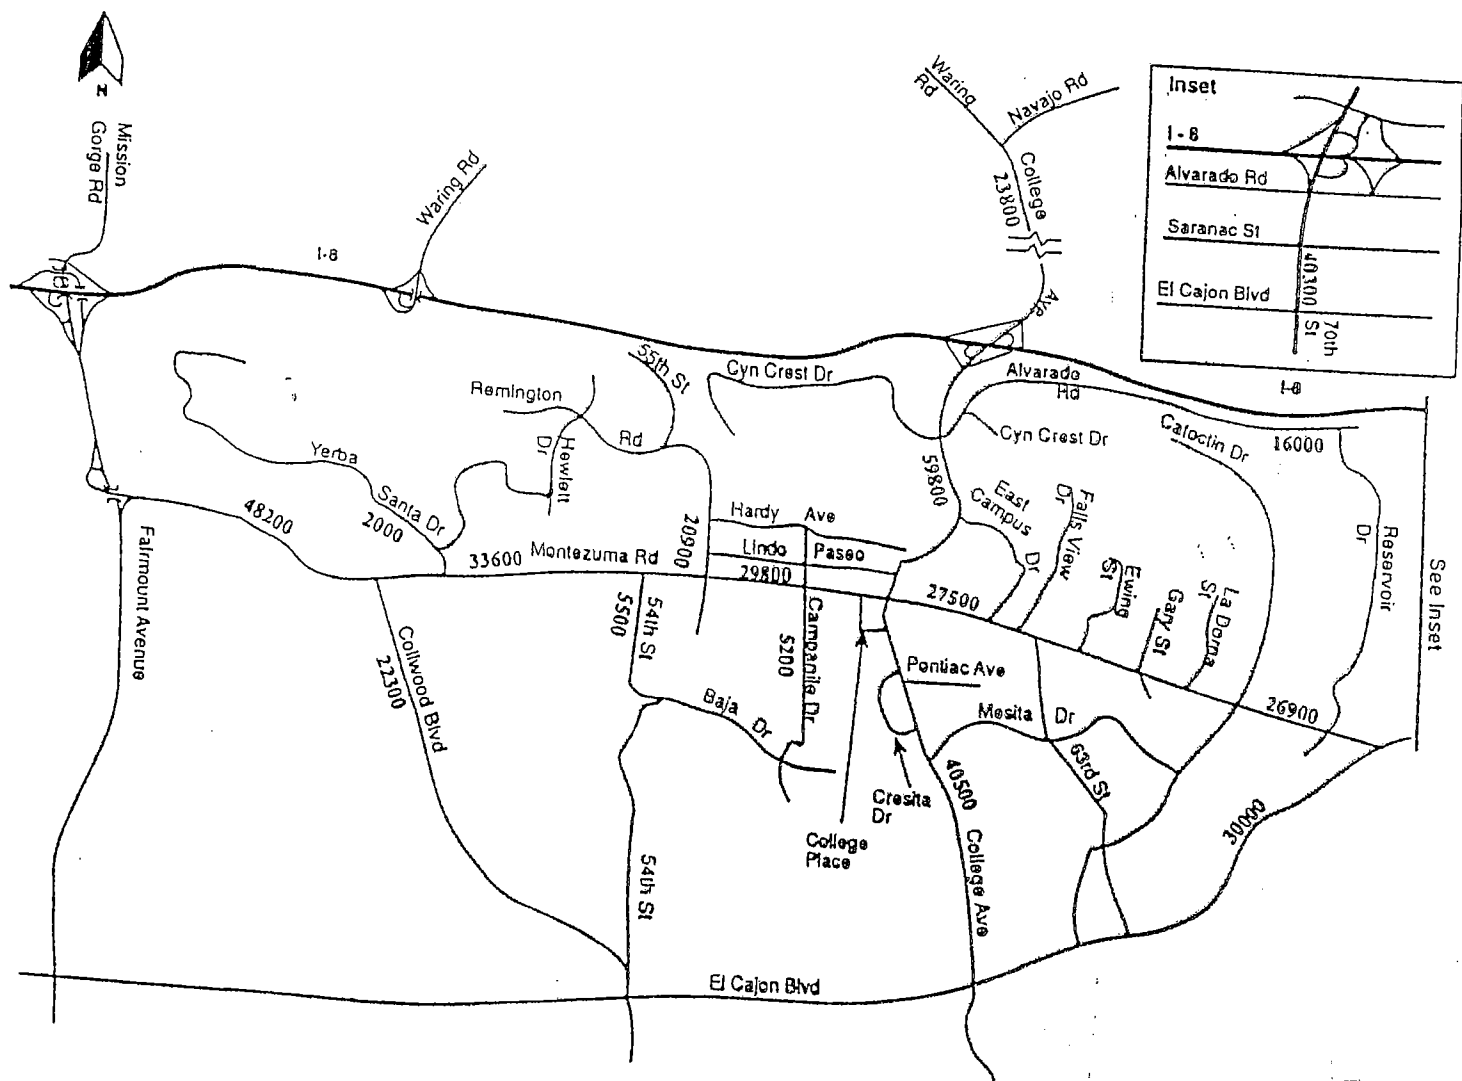 N
Mission
Gorge Rd
Waring Rd
I-8
Waring
Rd
Navajo Rd
College
23800
Ave
Inset
I-8
Alvarado Rd
Saranac St
El Cajon Blvd
40300
70th
St
I-8
55th St
Cyn Crest Dr
Alvarado
Rd
Remington
Rd
Hewlett
Dr
Cyn Crest Dr
Catoctin Dr
16000
59800
Yerba
Santa Dr
2000
48200
East
Campus
Dr
Falls View
Dr
Hardy Ave
20900
Lindo Paseo
33600
Montezuma Rd
29800
27500
Ewing
St
Gary St
La Dorna
St
Reservoir
Dr
See Inset
Fairmount Avenue
54th St
5500
Campanile Dr
5200
Collwood Blvd
22300
Pontiac Ave
Baja Dr
Mesita Dr
26900
63rd St
40500
Cresita
Dr
College
Place
30000
54th St
College Ave
El Cajon Blvd